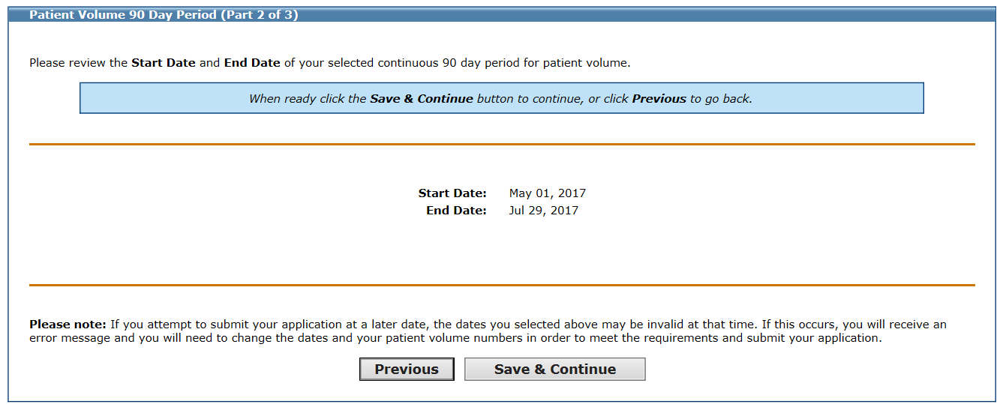 Patient Volume 90 Day Period (Part 2 of 3)
Please review the Start Date and End Date of your selected continuous 90 day period for patient volume.
When ready click the Save & Continue button to continue, or click Previous to go back.
Start Date: May 01, 2017
End Date: Jul 29, 2017
Please note: If you attempt to submit your application at a later date, the dates you selected above may be invalid at that time. If this occurs, you will receive an
error message and you will need to change the dates and your patient volume numbers in order to meet the requirements and submit your application.
Previous Save & Continue